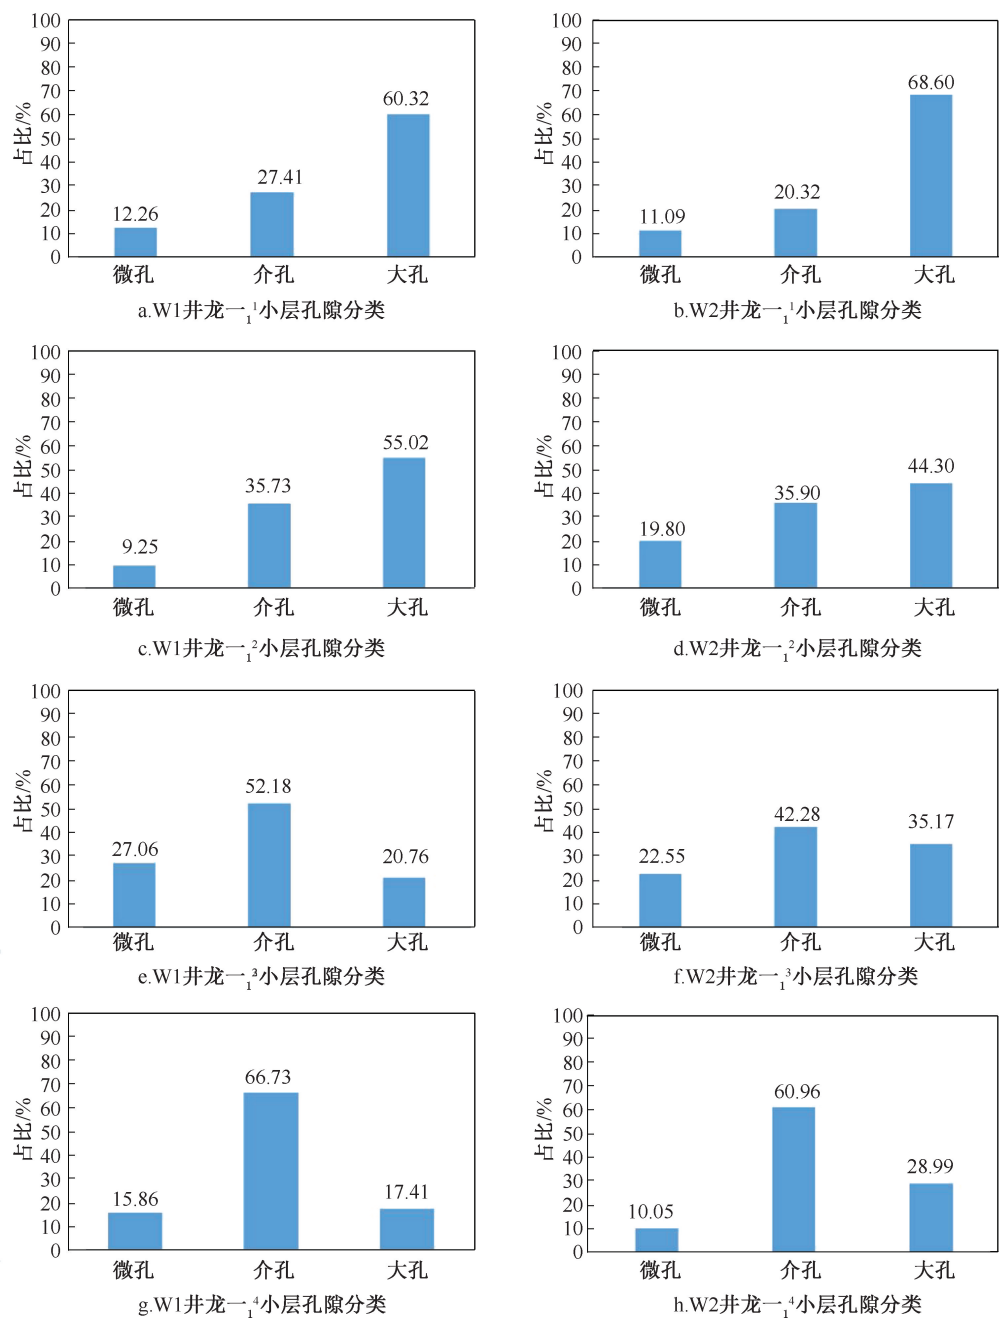 100
90
80
70
60
50
40
30
20
10
0
占比/%
12.26
27.41
60.32
微孔
介孔
大孔
a.W1井龙一₁¹小层孔隙分类
100
90
80
70
60
50
40
30
20
10
0
占比/%
11.09
20.32
68.60
微孔
介孔
大孔
b.W2井龙一₁¹小层孔隙分类
100
90
80
70
60
50
40
30
20
10
0
占比/%
9.25
35.73
55.02
微孔
介孔
大孔
c.W1井龙一₁²小层孔隙分类
100
90
80
70
60
50
40
30
20
10
0
占比/%
19.80
35.90
44.30
微孔
介孔
大孔
d.W2井龙一₁²小层孔隙分类
100
90
80
70
60
50
40
30
20
10
0
占比/%
27.06
52.18
20.76
微孔
介孔
大孔
e.W1井龙一₁³小层孔隙分类
100
90
80
70
60
50
40
30
20
10
0
占比/%
22.55
42.28
35.17
微孔
介孔
大孔
f.W2井龙一₁³小层孔隙分类
100
90
80
70
60
50
40
30
20
10
0
占比/%
15.86
66.73
17.41
微孔
介孔
大孔
g.W1井龙一₁⁴小层孔隙分类
100
90
80
70
60
50
40
30
20
10
0
占比/%
10.05
60.96
28.99
微孔
介孔
大孔
h.W2井龙一₁⁴小层孔隙分类